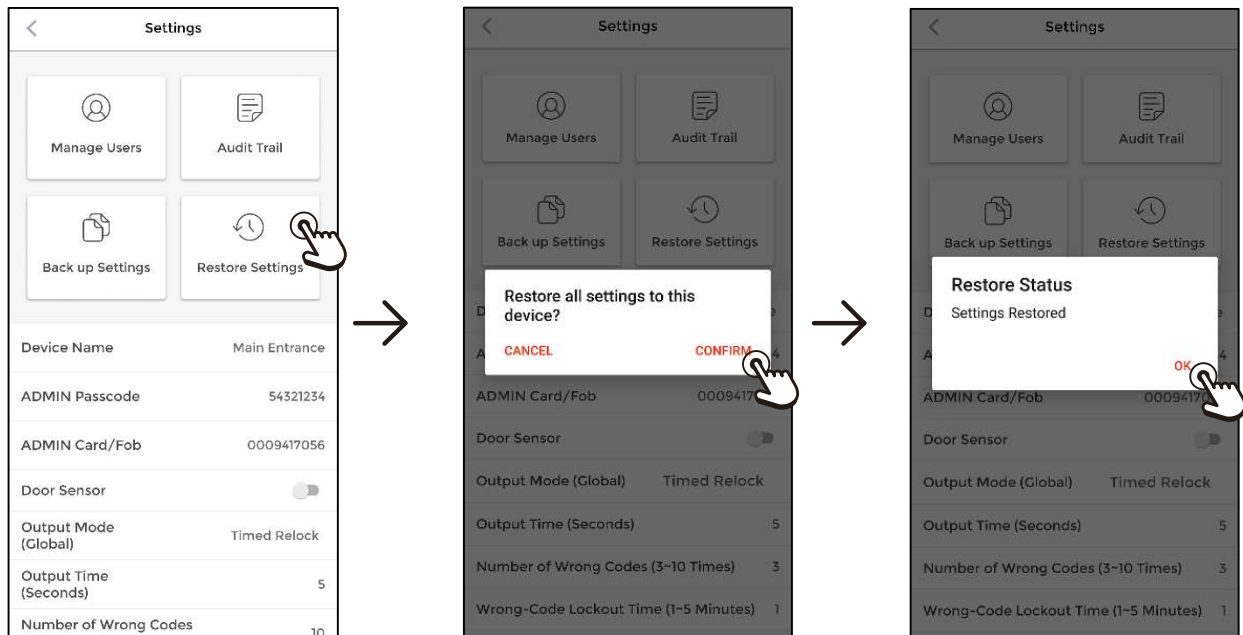 Settings
Manage Users Audit Trail
Back up Settings Restore Settings
Device Name Main Entrance
ADMIN Passcode 54321234
ADMIN Card/Fob 0009417056
Door Sensor
Output Mode
(Global) Timed Relock
Output Time
(Seconds) 5
Number of Wrong Codes 10
Settings
Manage Users Audit Trail
Back up Settings Restore Settings
Restore all settings to this
device?
CANCEL CONFIRM
ADMIN Card/Fob 00094170
Door Sensor
Output Mode (Global) Timed Relock
Output Time (Seconds) 5
Number of Wrong Codes (3~10 Times) 3
Wrong-Code Lockout Time (1~5 Minutes) 1
Settings
Manage Users Audit Trail
Back up Settings Restore Settings
Restore Status
Settings Restored
OK
ADMIN Card/Fob 00094170
Door Sensor
Output Mode (Global) Timed Relock
Output Time (Seconds) 5
Number of Wrong Codes (3~10 Times) 3
Wrong-Code Lockout Time (1~5 Minutes) 1